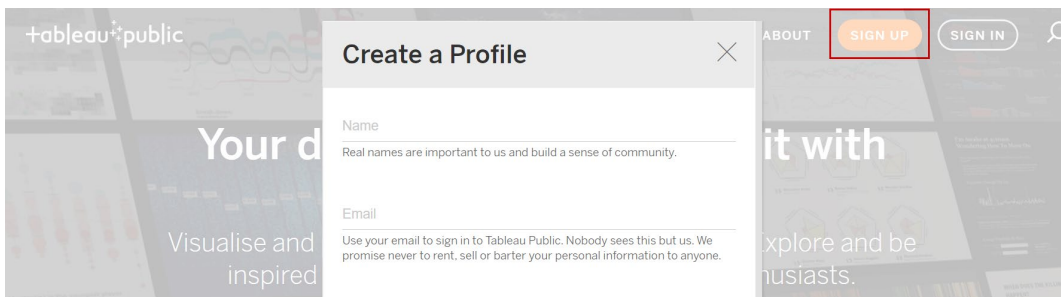 +ableau+public
ABOUT
SIGN UP
SIGN IN
Create a Profile
Name
Real names are important to us and build a sense of community.
Email
Use your email to sign in to Tableau Public. Nobody sees this but us. We
promise never to rent, sell or barter your personal information to anyone.
Your d
it with
Visualise and
xplore and be
inspired
husiasts.